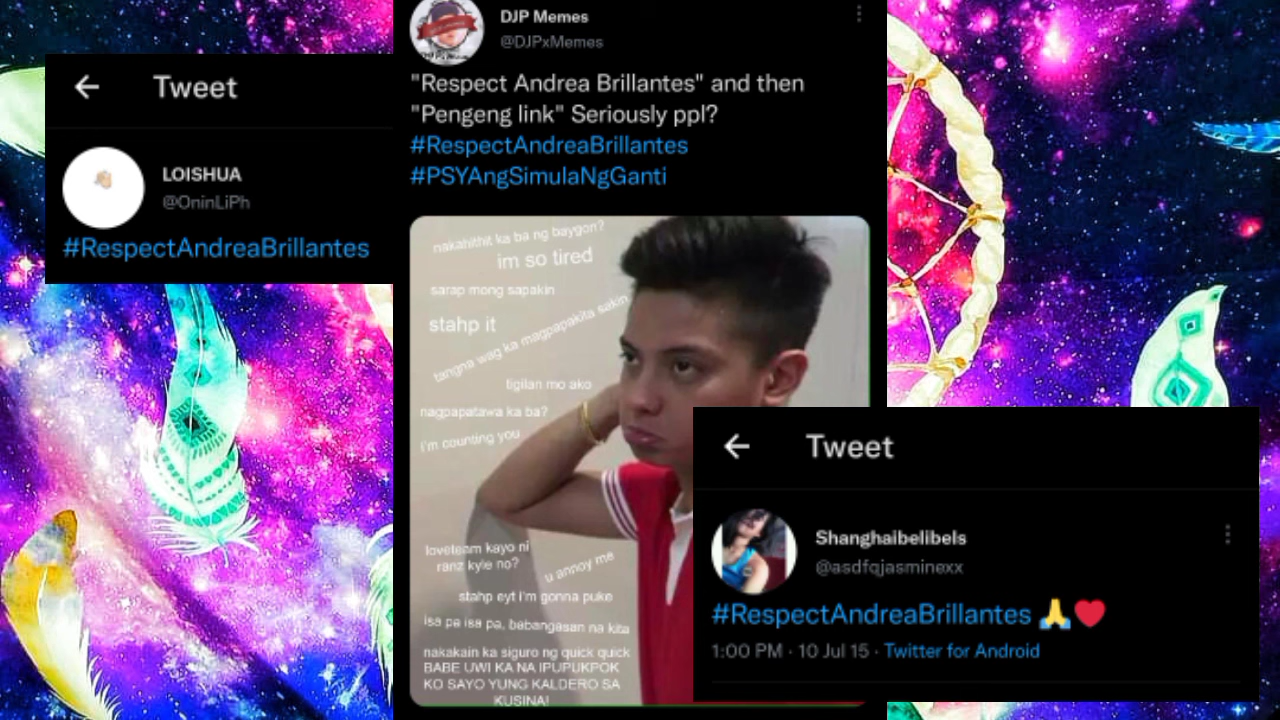 Tweet
LOISHUA
@OninLiPh
#RespectAndreaBrillantes
DJP Memes
@DJPxMemes
"Respect Andrea Brillantes" and then
"Pengeng link" Seriously ppl?
#RespectAndreaBrillantes
#PSYAngSimulaNgGanti
nakahithit ka ba ng baygon?
im so tired
sarap mong sapakin
stahp it
tangna wag ka magpapakita sakin
tigilan mo ako
nagpapatawa ka ba?
i'm counting you
loveteam kayo ni
ranz kyle no?
u annoy me
stahp eyt i'm gonna puke
isa pa isa pa, babangasan na kita
nakakain ka siguro ng quick quick
BABE UWI KA NA IPUPUKPOK
KO SAYO YUNG KALDERO SA
KUSINA!
Tweet
Shanghaibelibels
@asdfqjasminexx
#RespectAndreaBrillantes 🙏❤️
1:00 PM · 10 Jul 15 · Twitter for Android